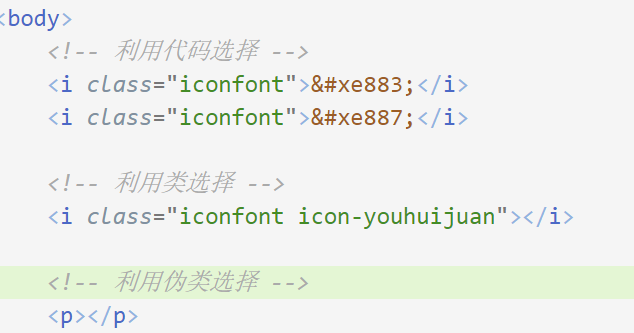 <body>
<!-- 利用代码选择 -->
<i class="iconfont">&#xe883;</i>
<i class="iconfont">&#xe887;</i>
<!-- 利用类选择 -->
<i class="iconfont icon-youhuijuan"></i>
<!-- 利用伪类选择 -->
<p></p>